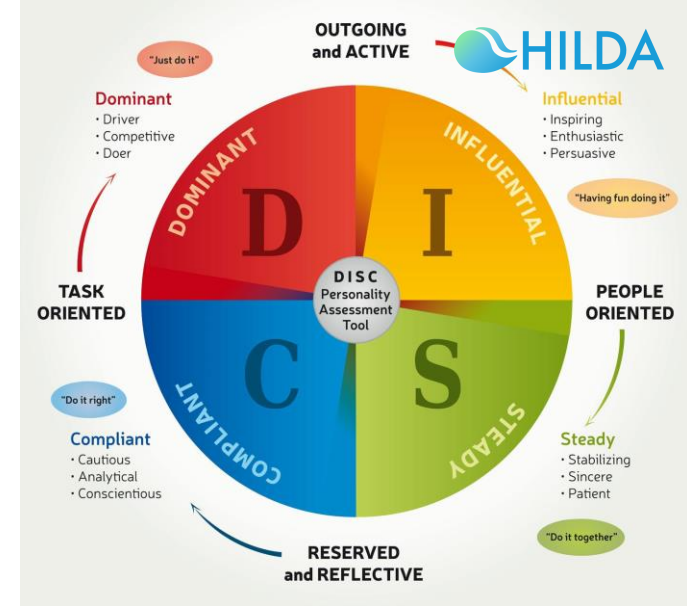 OUTGOING
and ACTIVE
HILDA
"Just do it"
Dominant
• Driver
• Competitive
• Doer
Influential
• Inspiring
• Enthusiastic
• Persuasive
"Having fun doing it"
DOMINANT
INFLUENTIAL
D
I
DISC
Personality
Assessment
Tool
TASK
ORIENTED
PEOPLE
ORIENTED
C
S
COMPLIANT
STEADY
"Do it right"
Compliant
• Cautious
• Analytical
• Conscientious
Steady
• Stabilizing
• Sincere
• Patient
"Do it together"
RESERVED
and REFLECTIVE